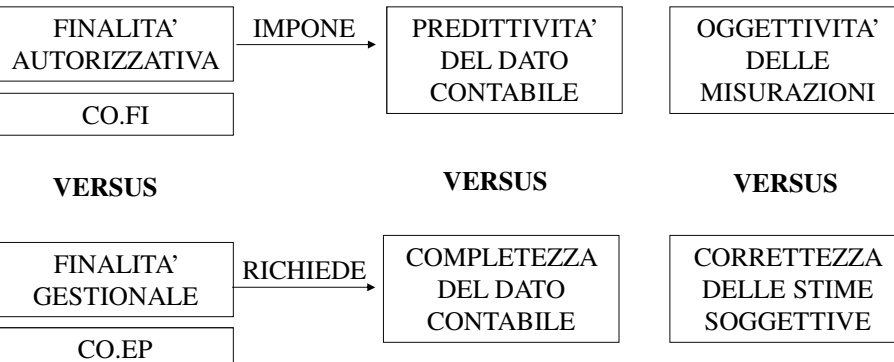 FINALITA'
AUTORIZZATIVA
IMPONE
PREDITTIVITA'
DEL DATO
CONTABILE
OGGETTIVITA'
DELLE
MISURAZIONI
CO.FI
VERSUS
VERSUS
VERSUS
FINALITA'
GESTIONALE
RICHIEDE
COMPLETEZZA
DEL DATO
CONTABILE
CORRETTEZZA
DELLE STIME
SOGGETTIVE
CO.EP